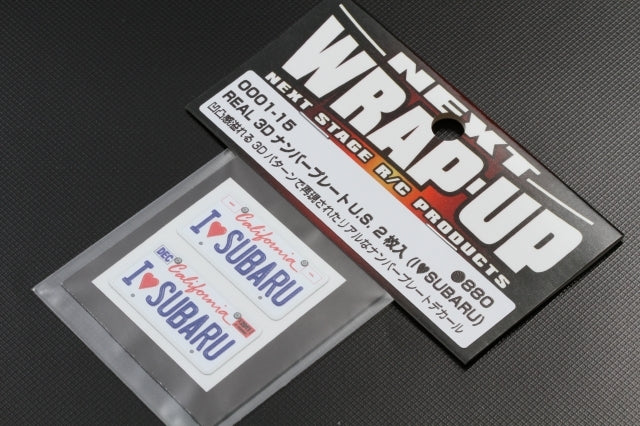 NEXT
WRAP-UP
NEXT STAGE R/C PRODUCTS
0001-15 ●880
REAL 3Dナンバープレート U.S. 2枚入 (I♥SUBARU)
凹凸感溢れる3Dパターンで再現されたリアルなナンバープレートデカール
California
I♥SUBARU
DEC California
I♥SUBARU